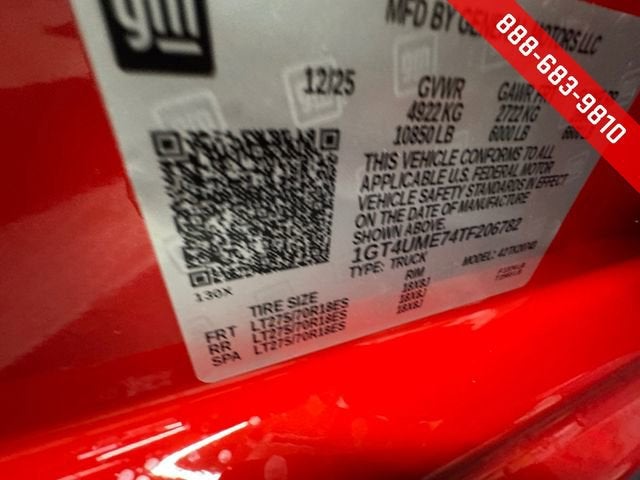 gm
MFD BY GENERAL MOTORS LLC
888-683-9810
12/25
GVWR
4922 KG
10850 LB
GAWR
2722 KG
6000 LB
THIS VEHICLE CONFORMS TO ALL
APPLICABLE U.S. FEDERAL MOTOR
VEHICLE SAFETY STANDARDS IN EFFECT
ON THE DATE OF MANUFACTURE
SHOWN ABOVE.
1GT4UME74TF206782
TYPE: TRUCK
MODEL:
130X
TIRE SIZE
RIM
FRT LT275/70R18ES 18X8J
RR LT275/70R18ES 18X8J
SPA LT275/70R18ES 18X8J